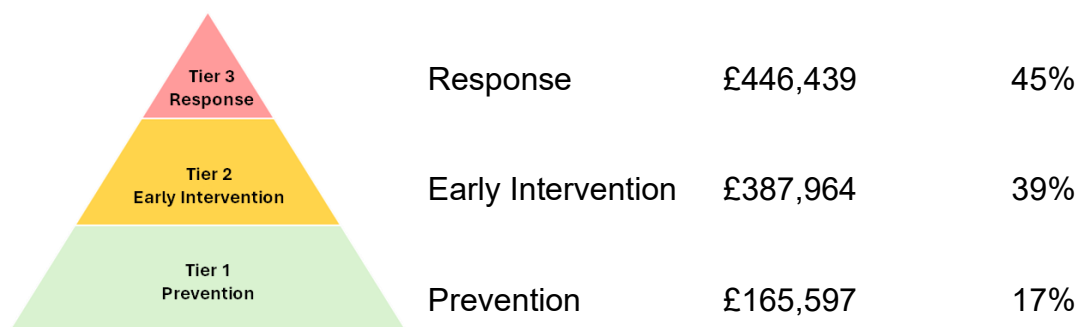 Tier 3
Response
Response £446,439 45%
Tier 2
Early Intervention
Early Intervention £387,964 39%
Tier 1
Prevention
Prevention £165,597 17%